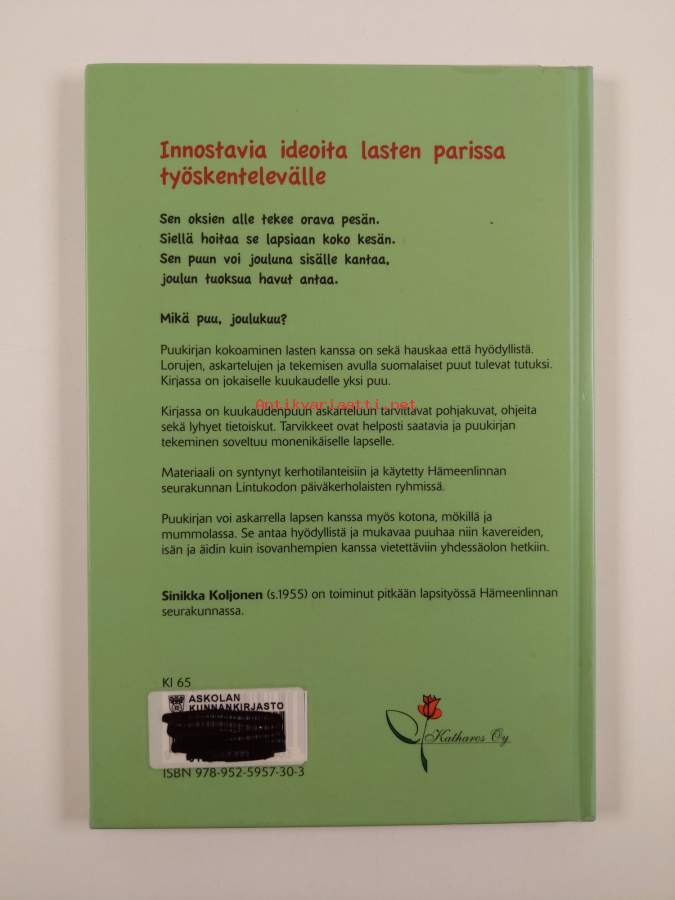 Innostavia ideoita lasten parissa
työskentelevälle
Sen oksien alle tekee orava pesän.
Siellä hoitaa se lapsiaan koko kesän.
Sen puun voi jouluna sisälle kantaa,
joulun tuoksua havut antaa.
Mikä puu, joulukuu?
Puukirjan kokoaminen lasten kanssa on sekä hauskaa että hyödyllistä.
Lorujen, askartelujen ja tekemisen avulla suomalaiset puut tulevat tutuksi.
Kirjassa on jokaiselle kuukaudelle yksi puu.
Antikvariaatti.net
Kirjassa on kuukaudenpuun askarteluun tarvittavat pohjakuvat, ohjeita
sekä lyhyet tietoiskut. Tarvikkeet ovat helposti saatavia ja puukirjan
tekeminen soveltuu monenikäiselle lapselle.
Materiaali on syntynyt kerhotilanteisiin ja käytetty Hämeenlinnan
seurakunnan Lintukodon päiväkerholaisten ryhmissä.
Puukirjan voi askarrella lapsen kanssa myös kotona, mökillä ja
mummolassa. Se antaa hyödyllistä ja mukavaa puuhaa niin kavereiden,
isän ja äidin kuin isovanhempien kanssa vietettäviin yhdessäolon hetkiin.
Sinikka Koljonen (s.1955) on toiminut pitkään lapsityössä Hämeenlinnan
seurakunnassa.
Kl 65
ASKOLAN
KUNNANKIRJASTO
Katharos Oy
ISBN 978-952-5957-30-3